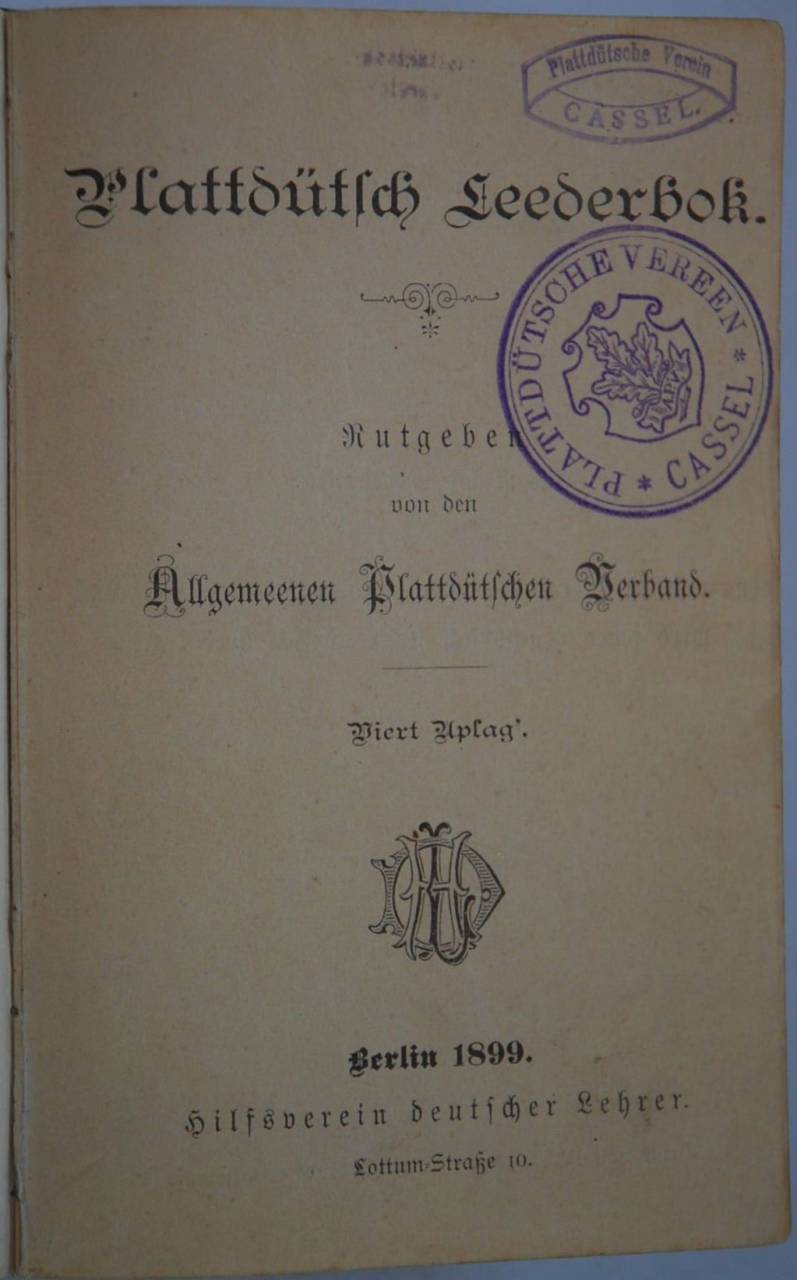 Plattdütsche Verein
CASSEL.
Plattdütſch Leederbok.
PLATTDÜTSCHE VEREEN * CASSEL *
A.P.V.
Rutgeben
von den
Allgemeenen Plattdütſchen Verband.
Viert Uplag'.
Berlin 1899.
Hilfsverein deutſcher Lehrer.
Lottum-Straße 10.